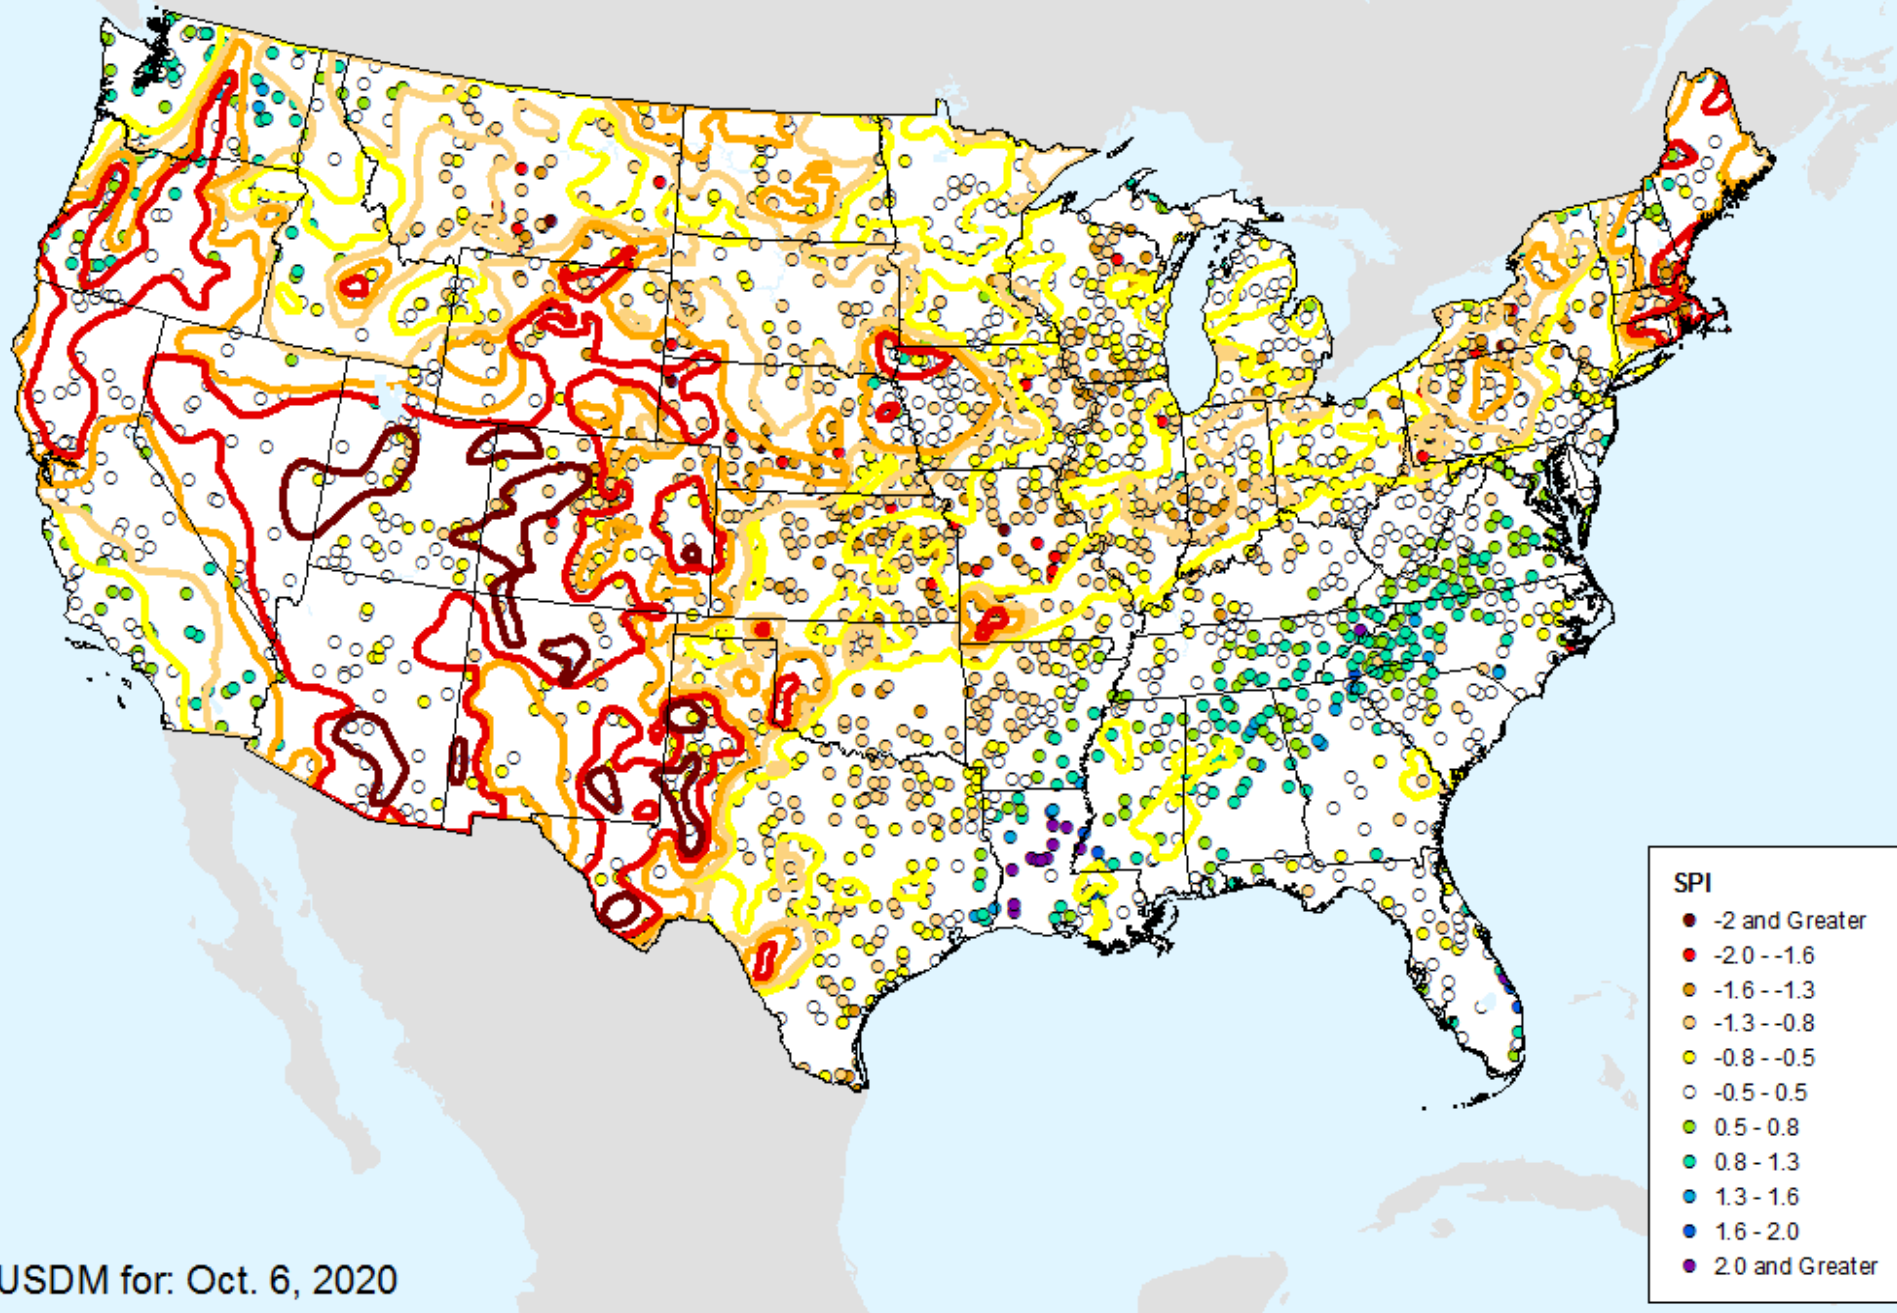 SPI
-2 and Greater
-2.0 - -1.6
-1.6 - -1.3
-1.3 - -0.8
-0.8 - -0.5
-0.5 - 0.5
0.5 - 0.8
0.8 - 1.3
1.3 - 1.6
1.6 - 2.0
2.0 and Greater
USDM for: Oct. 6, 2020